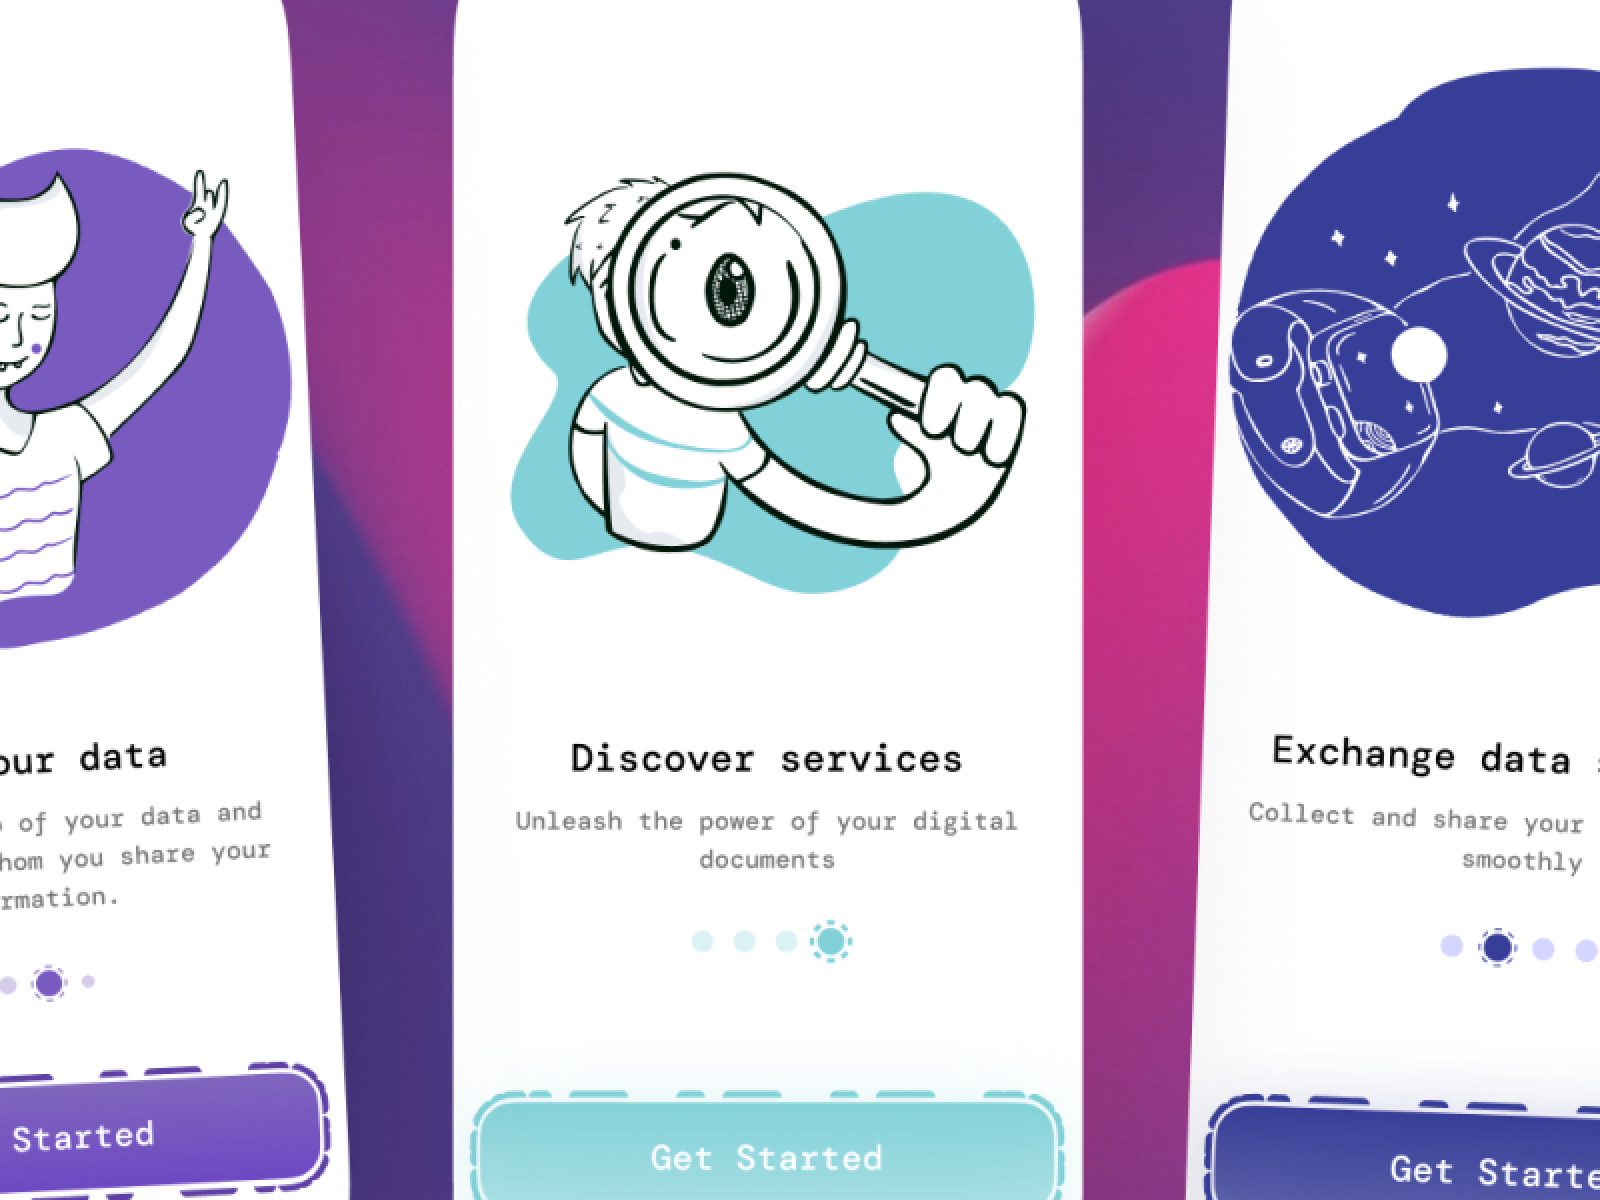 our data
of your data and
hom you share your
rmation.
Started
Discover services
Unleash the power of your digital
documents
Get Started
Exchange data
Collect and share your
smoothly
Get Starte